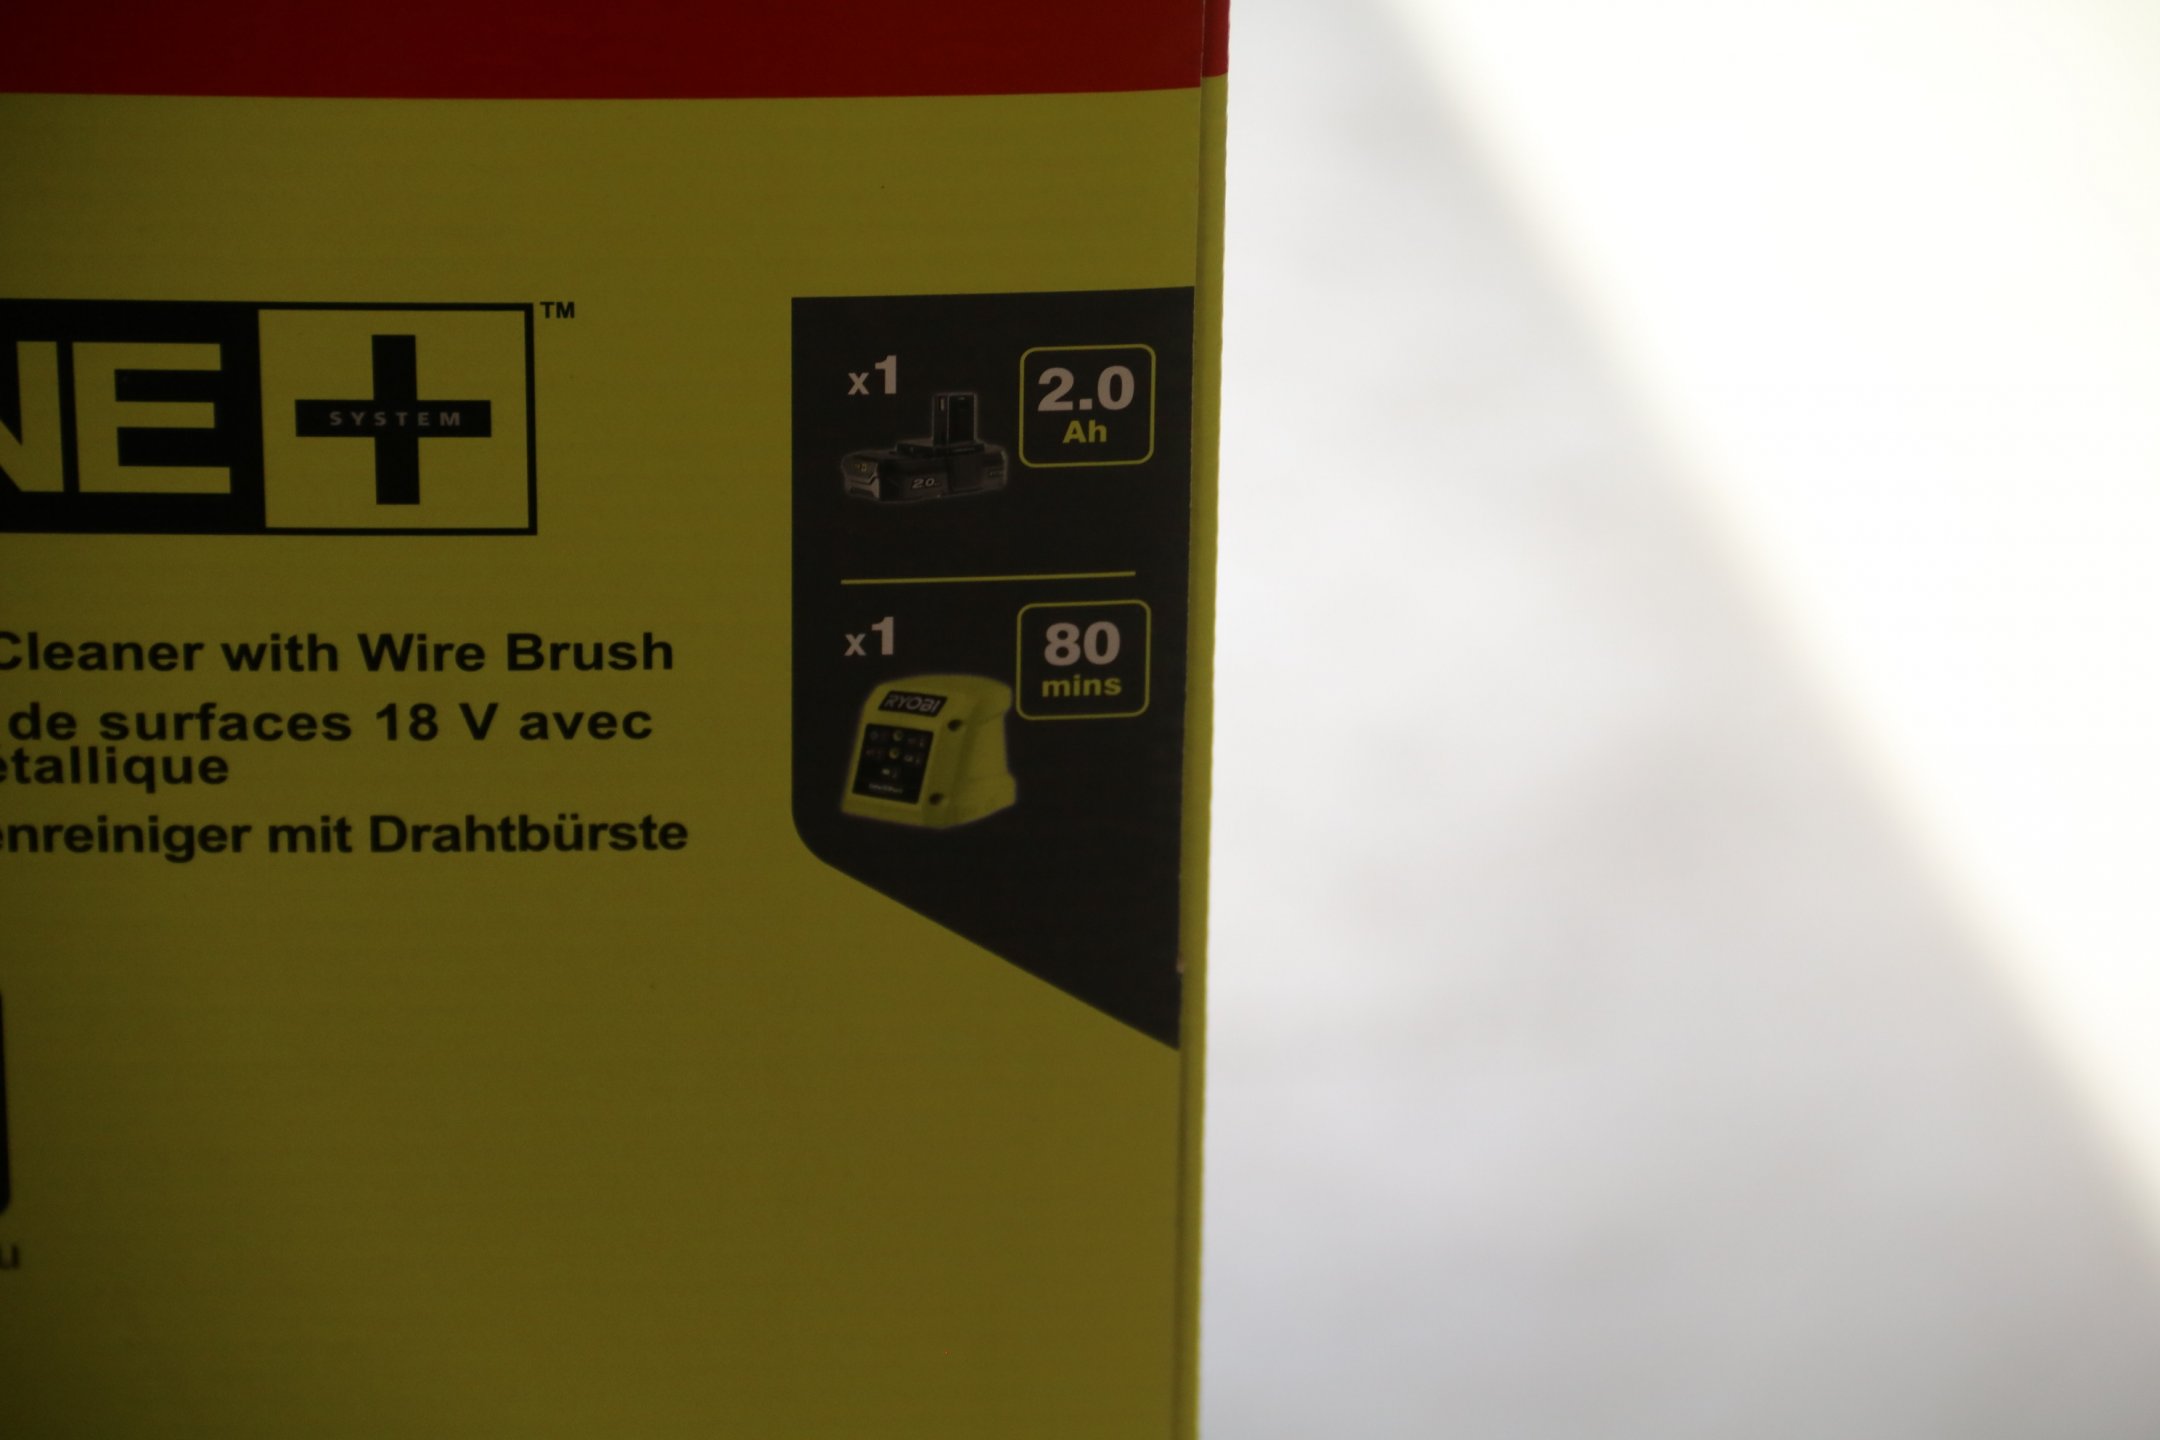 NE
SYSTEM
TM
x1
2.0
Ah
2.0
x1
80
mins
RYOBI
Cleaner with Wire Brush
de surfaces 18 V avec
étallique
enreiniger mit Drahtbürste
u